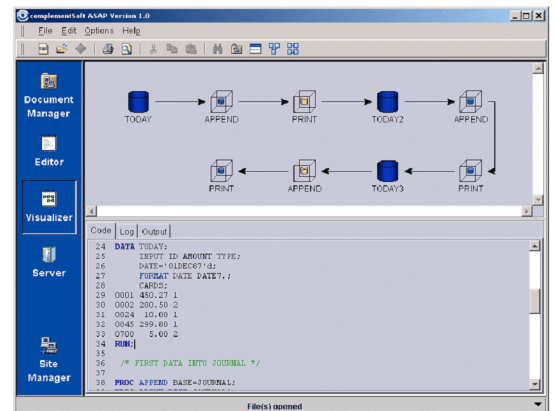 complementSoft ASAP Version 1.0
File Edit Options Help
Document Manager
Editor
Visualizer
Server
Site Manager
TODAY APPEND PRINT TODAY2 APPEND
PRINT APPEND TODAY3 PRINT
Code Log Output
24 DATA TODAY;
25 INPUT ID AMOUNT TYPE;
26 DATE='01DEC87'd;
27 FORMAT DATE DATE7.;
28 CARDS;
29 0001 450.27 1
30 0002 200.50 2
31 0024 10.00 1
32 0045 299.80 1
33 0700 5.00 2
34 RUN;
35
36 /* FIRST DATA INTO JOURNAL */
37
38 PROC APPEND BASE=JOURNAL;
File(s) opened